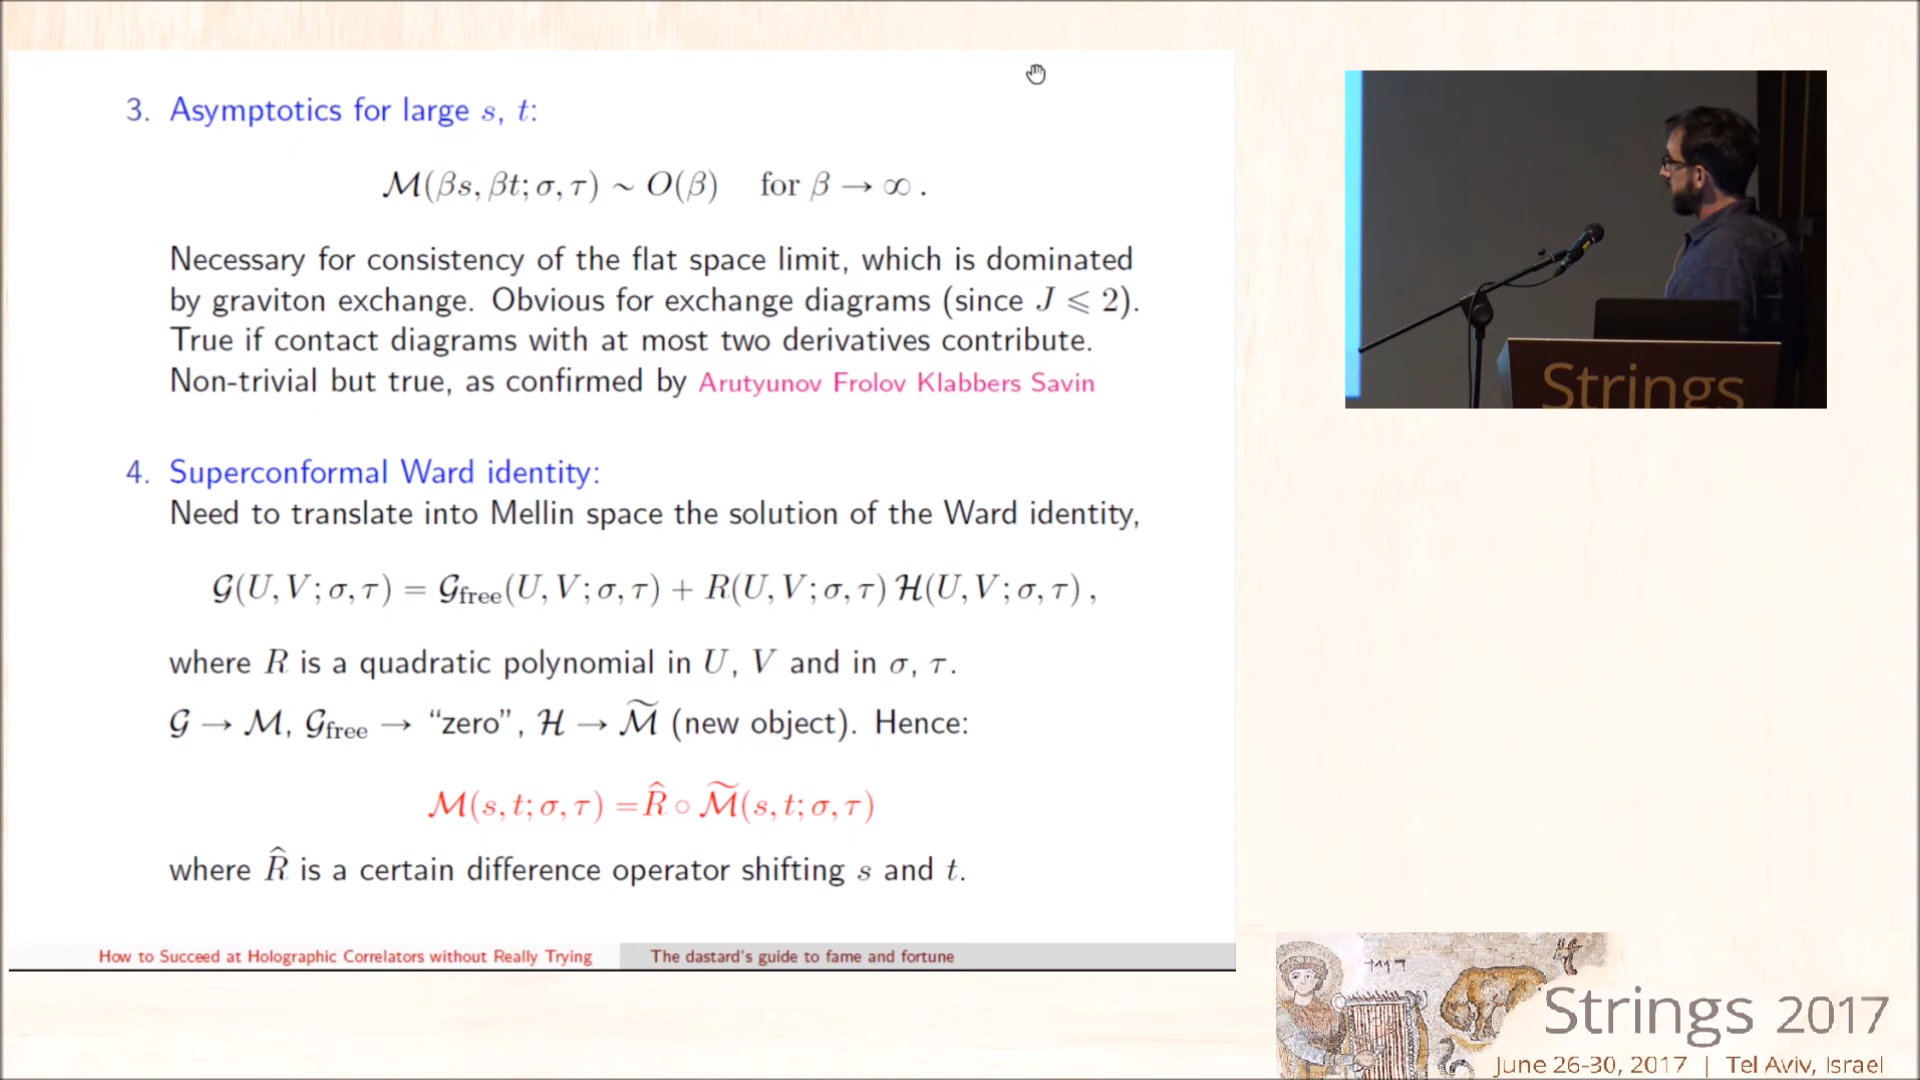 3. Asymptotics for large s, t:
M(βs, βt; σ, τ) ∼ O(β) for β → ∞ .
Necessary for consistency of the flat space limit, which is dominated
by graviton exchange. Obvious for exchange diagrams (since J ⩽ 2).
True if contact diagrams with at most two derivatives contribute.
Non-trivial but true, as confirmed by Arutyunov Frolov Klabbers Savin
4. Superconformal Ward identity:
Need to translate into Mellin space the solution of the Ward identity,
𝒢(U, V; σ, τ) = 𝒢free(U, V; σ, τ) + R(U, V; σ, τ) ℋ(U, V; σ, τ) ,
where R is a quadratic polynomial in U, V and in σ, τ.
𝒢 → ℳ, 𝒢free → “zero”, ℋ → ℳ̃ (new object). Hence:
ℳ(s, t; σ, τ) = R̂ ∘ ℳ̃(s, t; σ, τ)
where R̂ is a certain difference operator shifting s and t.
How to Succeed at Holographic Correlators without Really Trying
The dastard's guide to fame and fortune
Strings
Strings 2017
June 26-30, 2017 | Tel Aviv, Israel